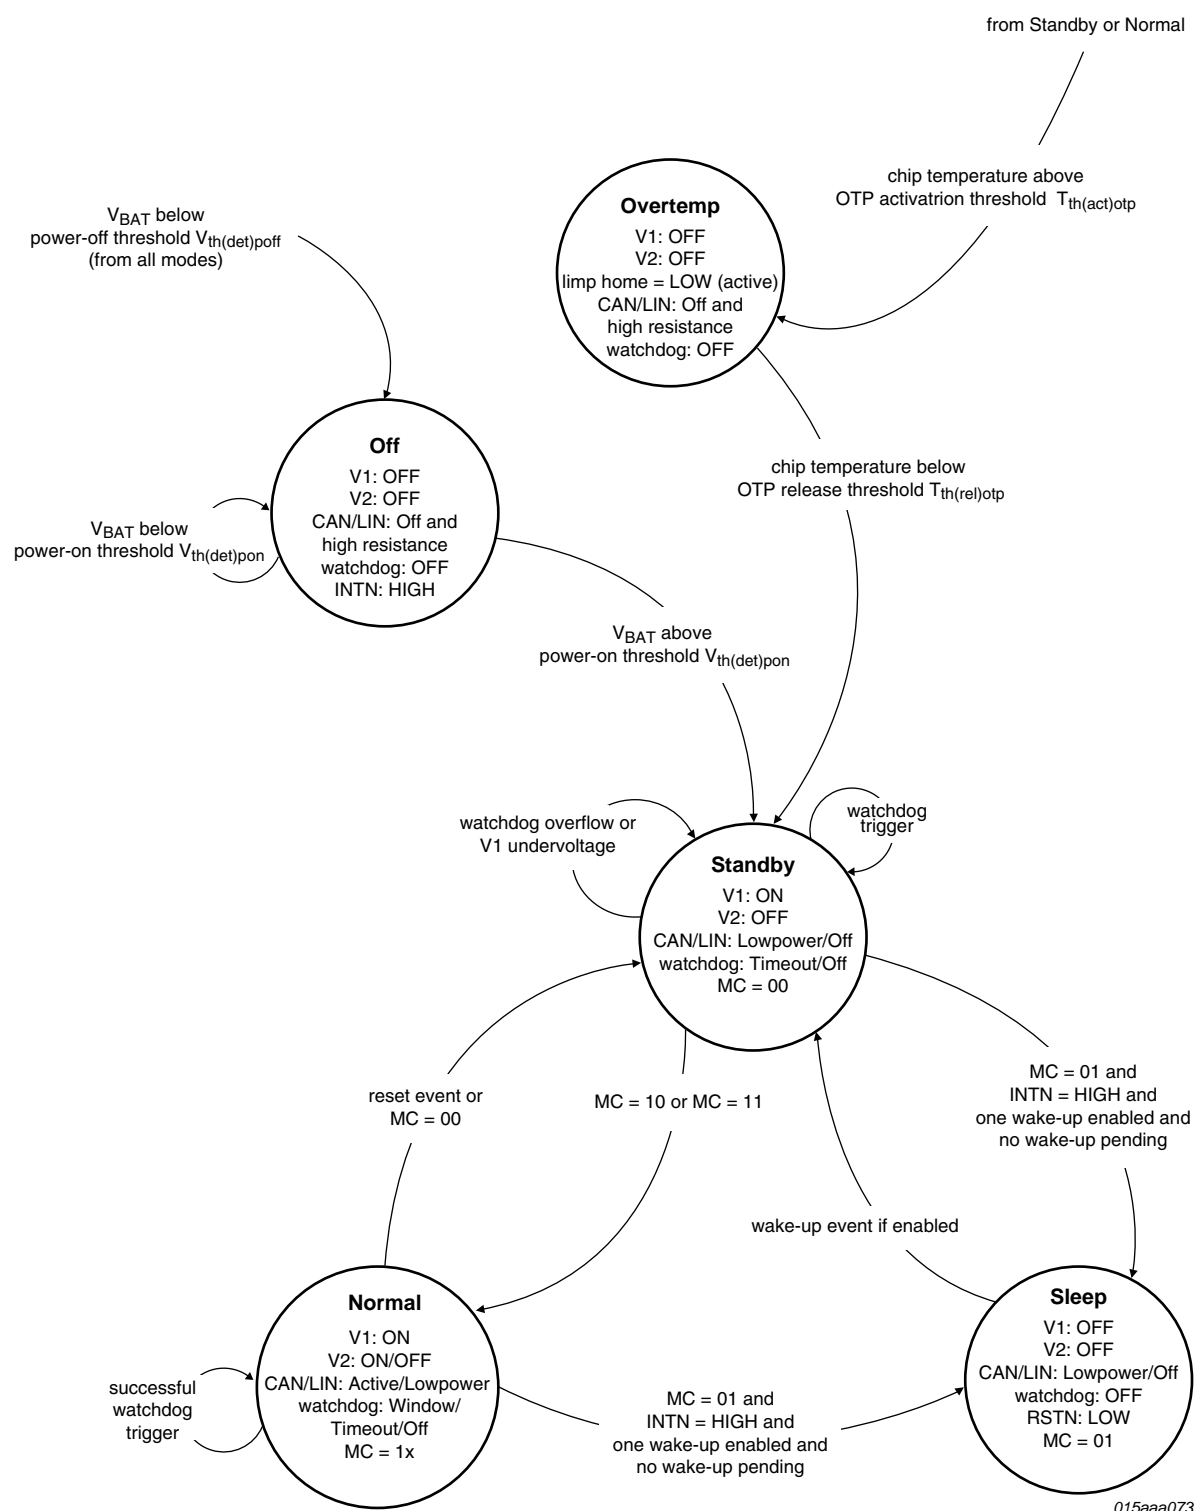 from Standby or Normal
chip temperature above
OTP activatrion threshold Tth(act)otp
Overtemp
V1: OFF
V2: OFF
limp home = LOW (active)
CAN/LIN: Off and
high resistance
watchdog: OFF
VBAT below
power-off threshold Vth(det)poff
(from all modes)
Off
V1: OFF
V2: OFF
CAN/LIN: Off and
high resistance
watchdog: OFF
INTN: HIGH
VBAT below
power-on threshold Vth(det)pon
chip temperature below
OTP release threshold Tth(rel)otp
VBAT above
power-on threshold Vth(det)pon
watchdog overflow or
V1 undervoltage
watchdog
trigger
Standby
V1: ON
V2: OFF
CAN/LIN: Lowpower/Off
watchdog: Timeout/Off
MC = 00
reset event or
MC = 00
MC = 10 or MC = 11
MC = 01 and
INTN = HIGH and
one wake-up enabled and
no wake-up pending
wake-up event if enabled
Normal
V1: ON
V2: ON/OFF
CAN/LIN: Active/Lowpower
watchdog: Window/
Timeout/Off
MC = 1x
successful
watchdog
trigger
MC = 01 and
INTN = HIGH and
one wake-up enabled and
no wake-up pending
Sleep
V1: OFF
V2: OFF
CAN/LIN: Lowpower/Off
watchdog: OFF
RSTN: LOW
MC = 01
015aaa073